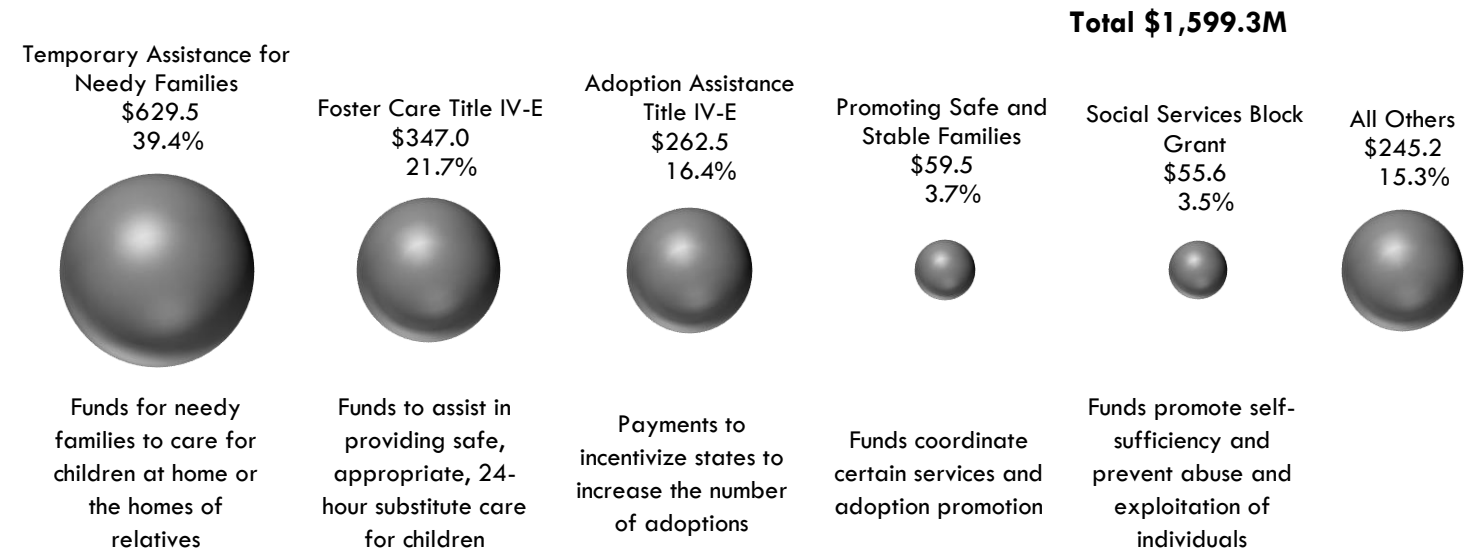 Total $1,599.3M
Temporary Assistance for
Needy Families
$629.5
39.4%
Foster Care Title IV-E
$347.0
21.7%
Adoption Assistance
Title IV-E
$262.5
16.4%
Promoting Safe and
Stable Families
$59.5
3.7%
Social Services Block
Grant
$55.6
3.5%
All Others
$245.2
15.3%
Funds for needy
families to care for
children at home or
the homes of
relatives
Funds to assist in
providing safe,
appropriate, 24-
hour substitute care
for children
Payments to
incentivize states to
increase the number
of adoptions
Funds coordinate
certain services and
adoption promotion
Funds promote self-
sufficiency and
prevent abuse and
exploitation of
individuals